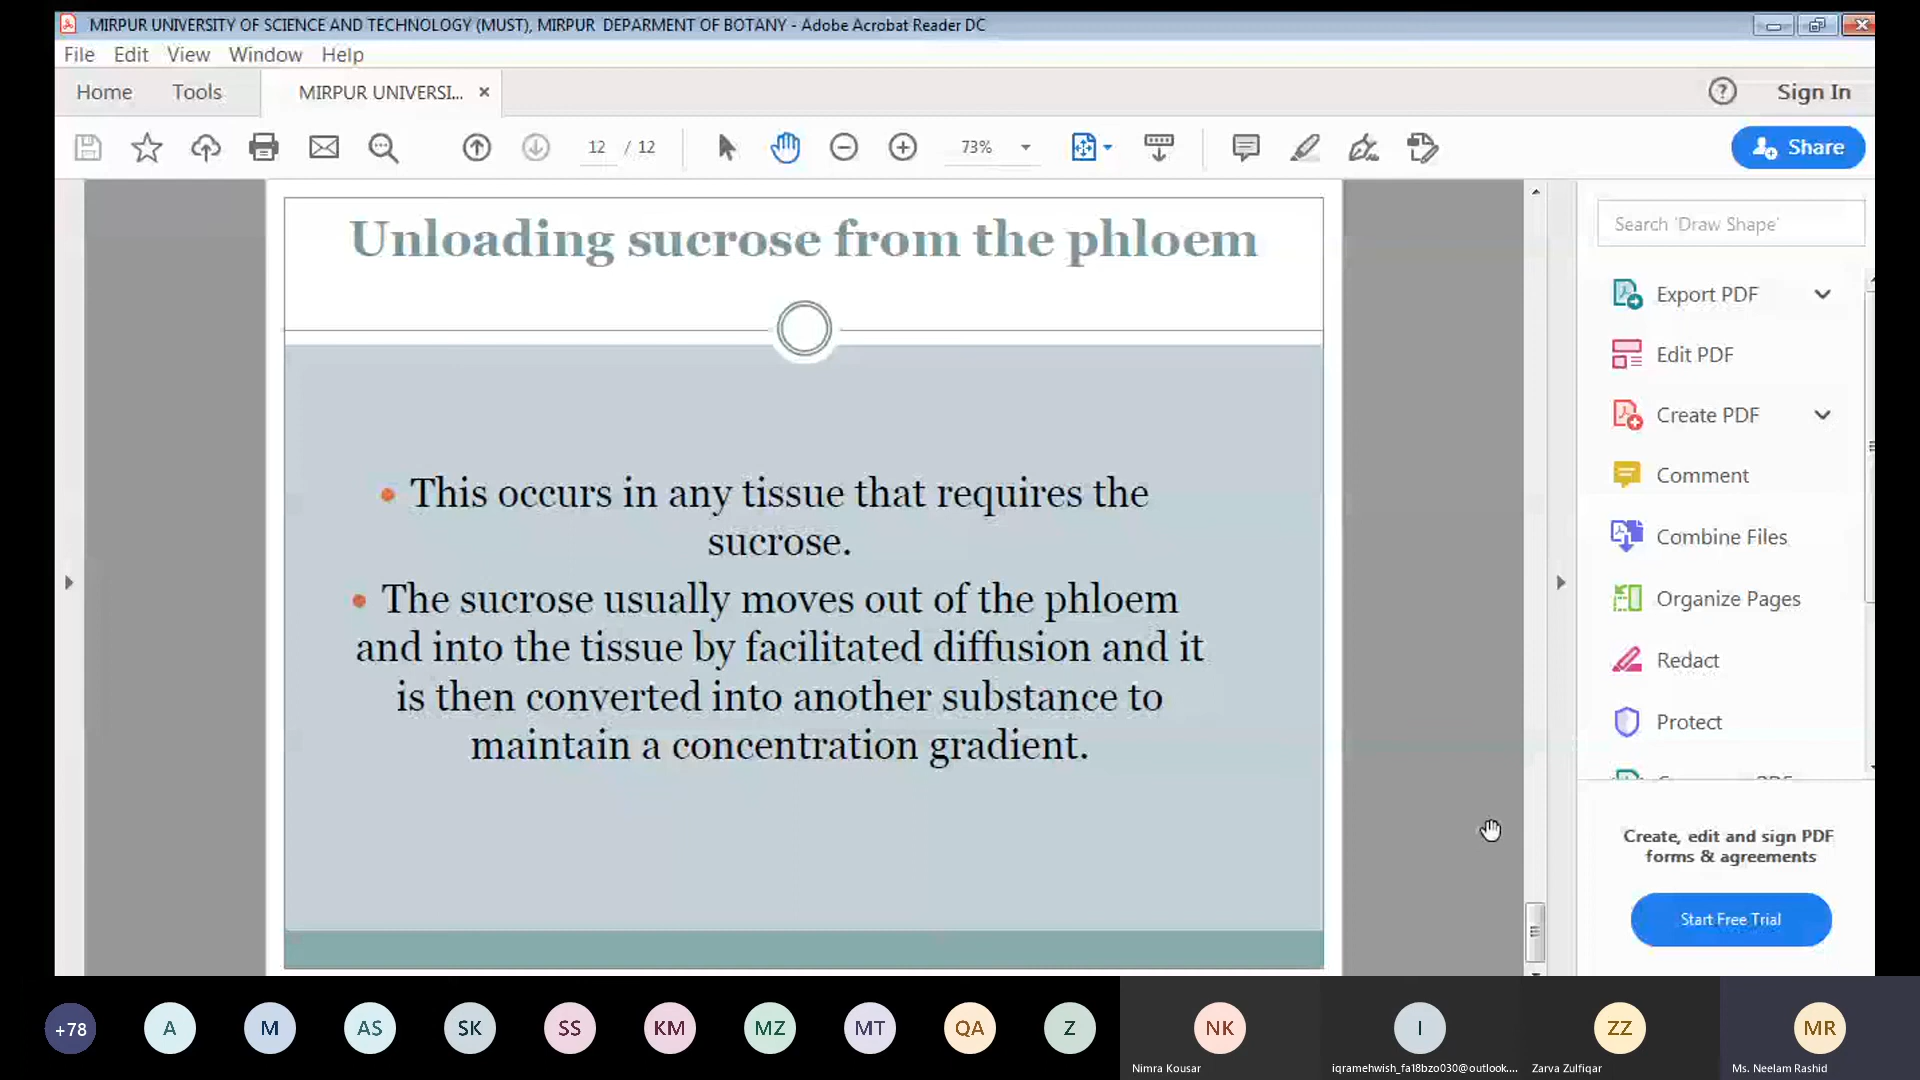 MIRPUR UNIVERSITY OF SCIENCE AND TECHNOLOGY (MUST), MIRPUR  DEPARMENT OF BOTANY - Adobe Acrobat Reader DC
File Edit View Window Help
Home Tools MIRPUR UNIVERSI... Sign In
12 / 12 73% Share
Unloading sucrose from the phloem
• This occurs in any tissue that requires the
sucrose.
• The sucrose usually moves out of the phloem
and into the tissue by facilitated diffusion and it
is then converted into another substance to
maintain a concentration gradient.
Search 'Draw Shape'
Export PDF
Edit PDF
Create PDF
Comment
Combine Files
Organize Pages
Redact
Protect
Create, edit and sign PDF
forms & agreements
Start Free Trial
+78 A M AS SK SS KM MZ MT QA Z NK I ZZ MR
Nimra Kousar iqramehwish_fa18bzo030@outlook.... Zarva Zulfiqar Ms. Neelam Rashid